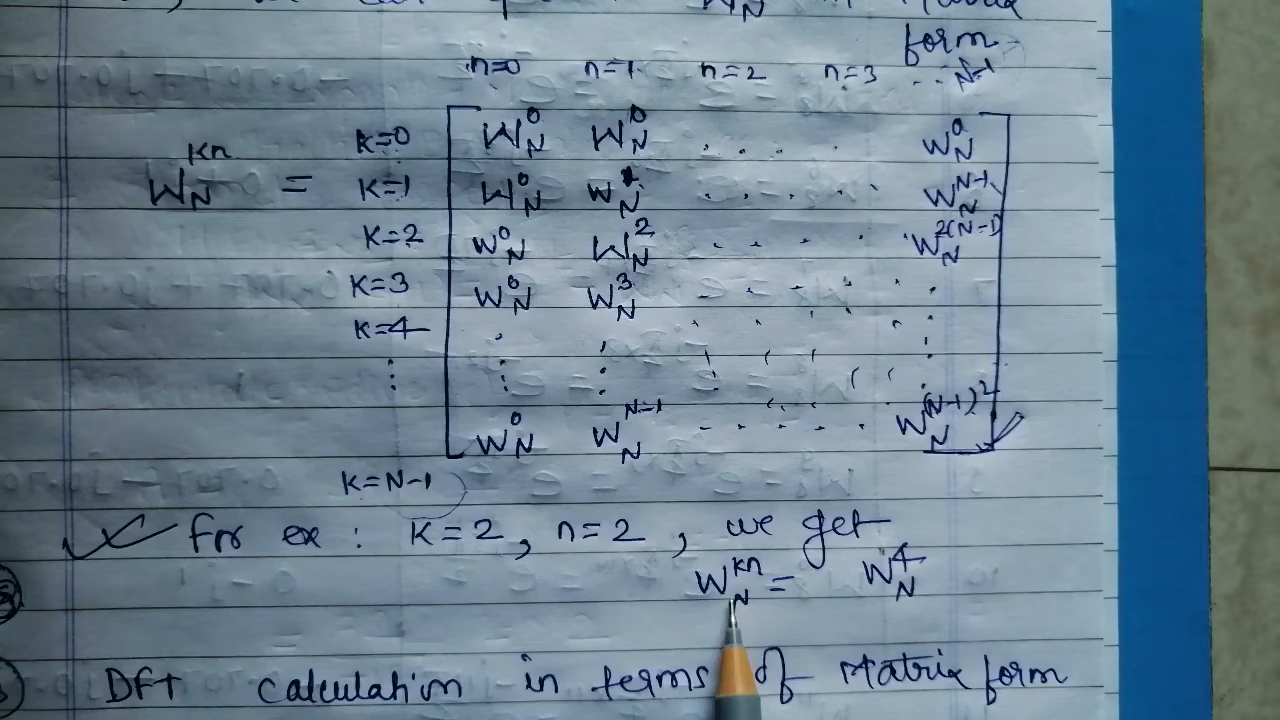 W_N Matrix
form
n=0 n=1 n=2 n=3 ... N-1
W_N^{kn} = K=0 W_N^0 W_N^0 .... W_N^0
K=1 W_N^0 W_N^1 ..... W_N^{N-1}
K=2 W_N^0 W_N^2 .... W_N^{2(N-1)}
K=3 W_N^0 W_N^3 ......
K=4
W_N^0 W_N^{N-1} ...... W_N^{(N-1)^2}
K=N-1
for ex : K=2, n=2, we get
W_N^{kn} = W_N^4
DFT calculation in terms of Matrix form